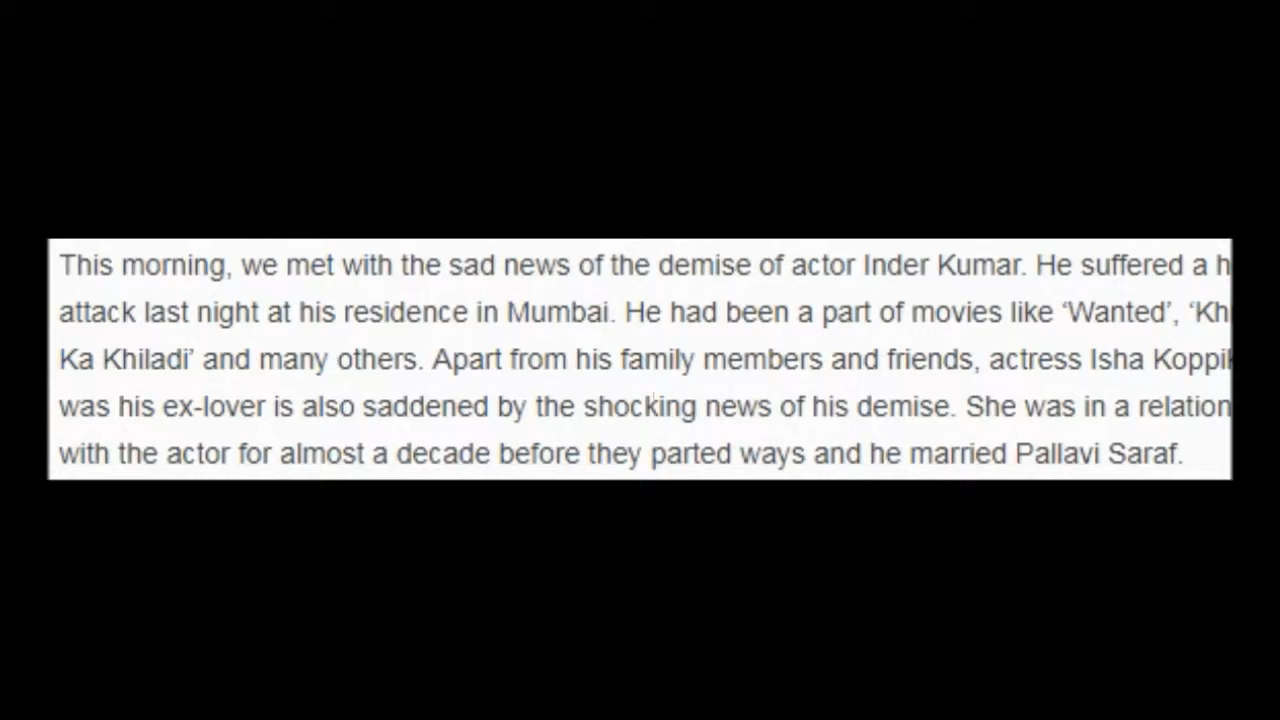 This morning, we met with the sad news of the demise of actor Inder Kumar. He suffered a h
attack last night at his residence in Mumbai. He had been a part of movies like ‘Wanted’, ‘Kh
Ka Khiladi’ and many others. Apart from his family members and friends, actress Isha Koppi
was his ex-lover is also saddened by the shocking news of his demise. She was in a relation
with the actor for almost a decade before they parted ways and he married Pallavi Saraf.